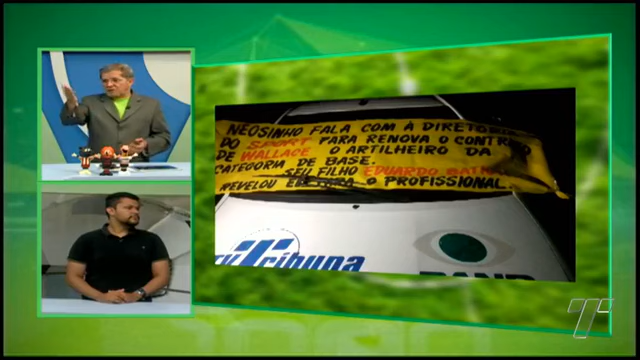 NEOSINHO FALA COM À DIRETORIA
DO SPORT PARA RENOVA O CONTRATO
DE WALLACE O ARTILHEIRO DA
CATEGORIA DE BASE.
SEU FILHO EDUARDO
REVELOU O PROFISSIONAL
TV Tribuna
BAND